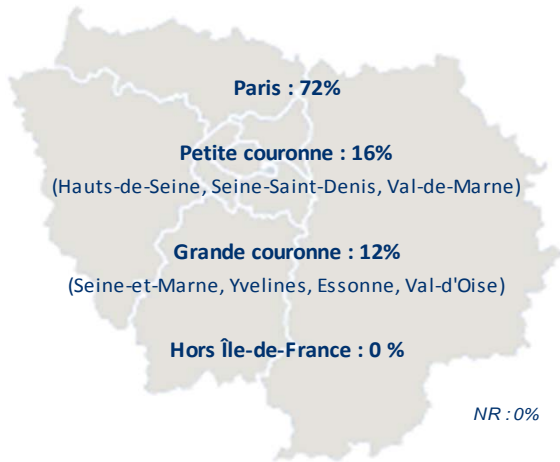 Paris : 72%
Petite couronne : 16%
(Hauts-de-Seine, Seine-Saint-Denis, Val-de-Marne)
Grande couronne : 12%
(Seine-et-Marne, Yvelines, Essonne, Val-d'Oise)
Hors Île-de-France : 0 %
NR : 0%